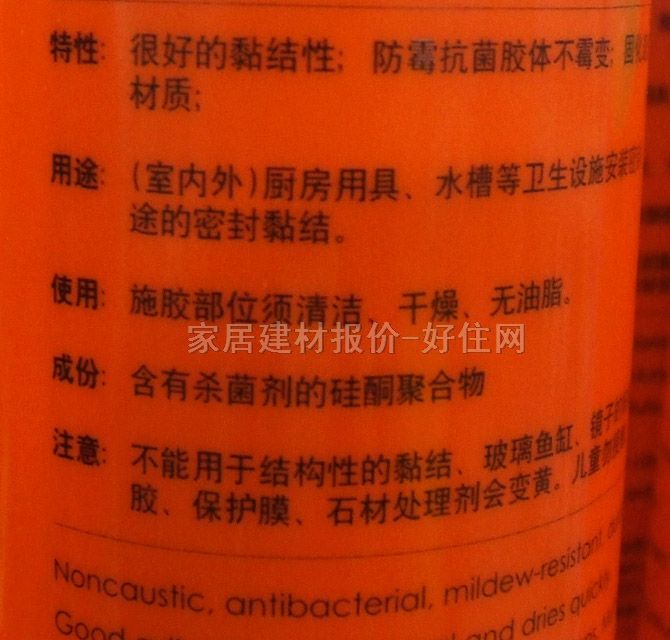 特性: 很好的黏结性; 防霉抗菌胶体不霉变; 固化
材质;
用途: (室内外)厨房用具、水槽等卫生设施安装
途的密封黏结。
使用: 施胶部位须清洁、干燥、无油脂。
家居建材报价-好住网
成份: 含有杀菌剂的硅酮聚合物
注意: 不能用于结构性的黏结、玻璃鱼缸、镜子
胶、保护膜、石材处理剂会变黄。儿童勿
Noncaustic, antibacterial, mildew-resistant,
Good and dries quickly